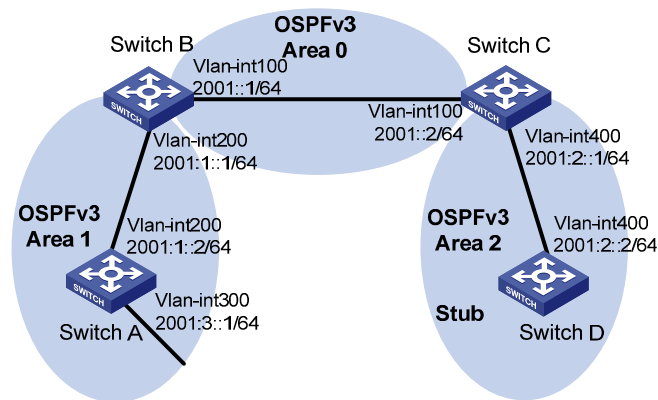 OSPFv3
Area 0
Switch B
Switch C
Vlan-int100
2001::1/64
SWITCH
Vlan-int100
2001::2/64
SWITCH
Vlan-int200
2001:1::1/64
Vlan-int400
2001:2::1/64
OSPFv3
Area 1
Vlan-int200
2001:1::2/64
OSPFv3
Area 2
Vlan-int400
2001:2::2/64
SWITCH
Switch A
Vlan-int300
2001:3::1/64
SWITCH
Stub
Switch D